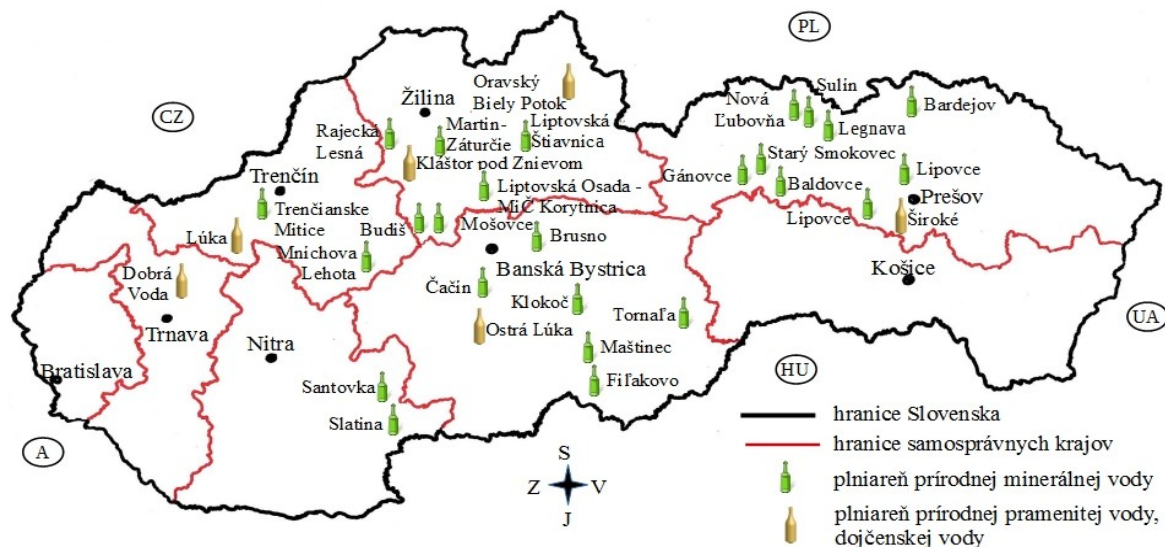 PL
CZ
Oravský
Biely Potok
Žilina
Rajecká
Lesná
Martin-
Záturčie
Liptovská
Štiavnica
Kláštor pod Znievom
Nová
Ľubovňa
Sulín
Legnava
Bardejov
Starý Smokovec
Gánovce
Baldovce
Lipovce
Prešov
Lipovce
Široké
Trenčín
Trenčianske
Mitice
Liptovská Osada -
MiČ Korytnica
Lúka
Budiš
Mošovce
Brusno
Mnichova
Lehota
Dobrá
Voda
Trnava
Banská Bystrica
Čačín
Klokoč
Tornaľa
Košice
Ostrá Lúka
Nitra
Maštinec
Fiľakovo
Bratislava
Santovka
Slatina
UA
HU
A
S
Z
V
J
hranice Slovenska
hranice samosprávnych krajov
plniareň prírodnej minerálnej vody
plniareň prírodnej pramenitej vody,
dojčenskej vody